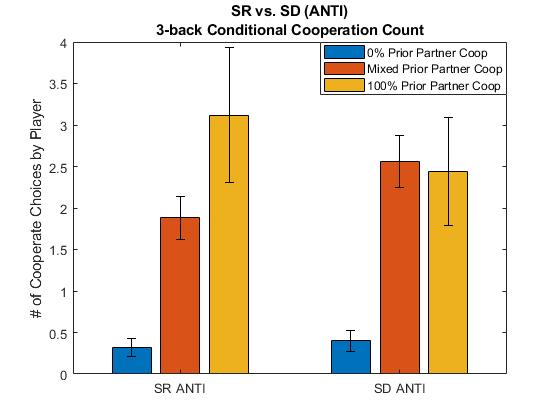 SR vs. SD (ANTI)
3-back Conditional Cooperation Count
0% Prior Partner Coop
Mixed Prior Partner Coop
100% Prior Partner Coop
# of Cooperate Choices by Player
4
3.5
3
2.5
2
1.5
1
0.5
0
SR ANTI
SD ANTI